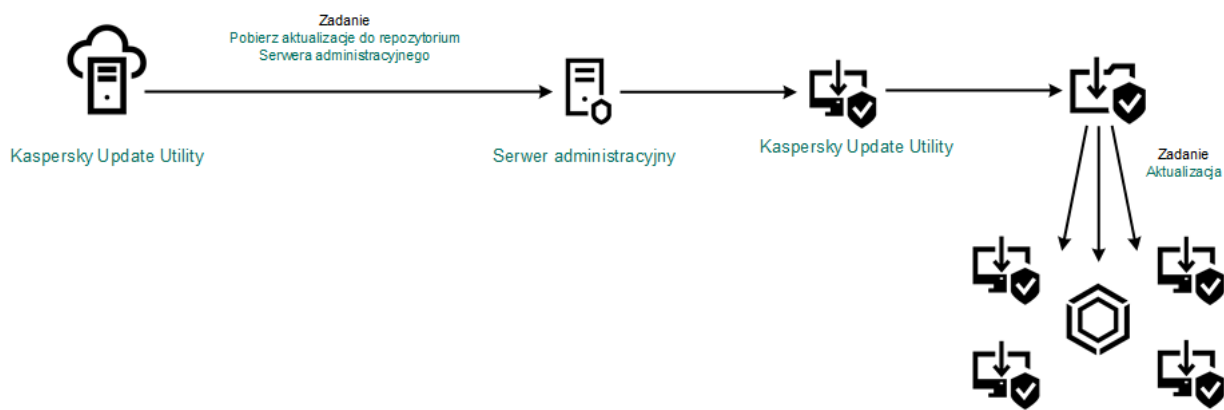 Zadanie
Pobierz aktualizacje do repozytorium
Serwera administracyjnego
Kaspersky Update Utility
Serwer administracyjny
Kaspersky Update Utility
Zadanie
Aktualizacja